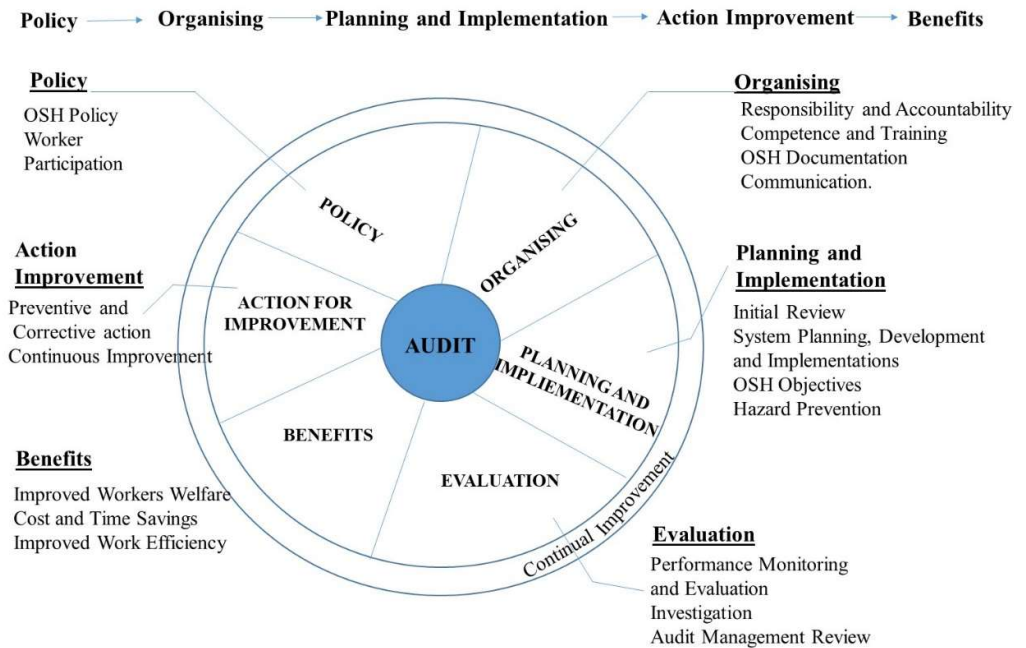 Policy Organising Planning and Implementation Action Improvement Benefits
Policy
OSH Policy
Worker
Participation
Organising
Responsibility and Accountability
Competence and Training
OSH Documentation
Communication.
Action
Improvement
Preventive and
Corrective action
Continuous Improvement
Planning and
Implementation
Initial Review
System Planning, Development
and Implementations
OSH Objectives
Hazard Prevention
Benefits
Improved Workers Welfare
Cost and Time Savings
Improved Work Efficiency
Evaluation
Performance Monitoring
and Evaluation
Investigation
Audit Management Review
POLICY
ORGANISING
ACTION FOR
IMPROVEMENT
AUDIT
PLANNING AND
IMPLIEMENTATION
BENEFITS
EVALUATION
Continual Improvement